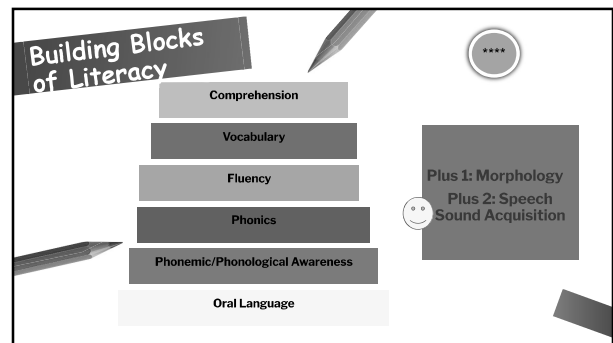 Building Blocks
of Literacy
****
Comprehension
Vocabulary
Fluency
Phonics
Phonemic/Phonological Awareness
Oral Language
Plus 1: Morphology
Plus 2: Speech
Sound Acquisition